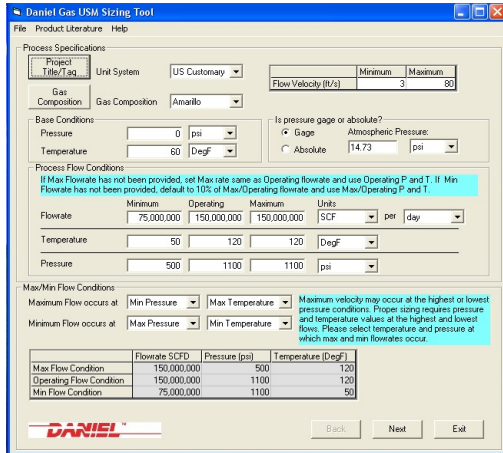 Daniel Gas USM Sizing Tool
File Product Literature Help
Process Specifications
Project Title/Tag Unit System US Customary
Minimum Maximum
Flow Velocity (ft/s) 3 80
Gas Composition Gas Composition Amarillo
Base Conditions
Pressure 0 psi
Temperature 60 DegF
Is pressure gage or absolute?
Gage Atmospheric Pressure:
Absolute 14.73 psi
Process Flow Conditions
If Max Flowrate has not been provided, set Max rate same as Operating flowrate and use Operating P and T. If Min
Flowrate has not been provided, default to 10% of Max/Operating flowrate and use Max/Operating P and T.
Minimum Operating Maximum Units
Flowrate 75,000,000 150,000,000 150,000,000 SCF per day
Temperature 50 120 120 DegF
Pressure 500 1100 1100 psi
Max/Min Flow Conditions
Maximum Flow occurs at Min Pressure Max Temperature
Minimum Flow occurs at Max Pressure Min Temperature
Maximum velocity may occur at the highest or lowest
pressure conditions. Proper sizing requires pressure
and temperature values at the highest and lowest
flows. Please select temperature and pressure at
which max and min flowrates occur.
Flowrate SCFD Pressure (psi) Temperature (DegF)
Max Flow Condition 150,000,000 500 120
Operating Flow Condition 150,000,000 1100 120
Min Flow Condition 75,000,000 1100 50
DANIEL
Back Next Exit